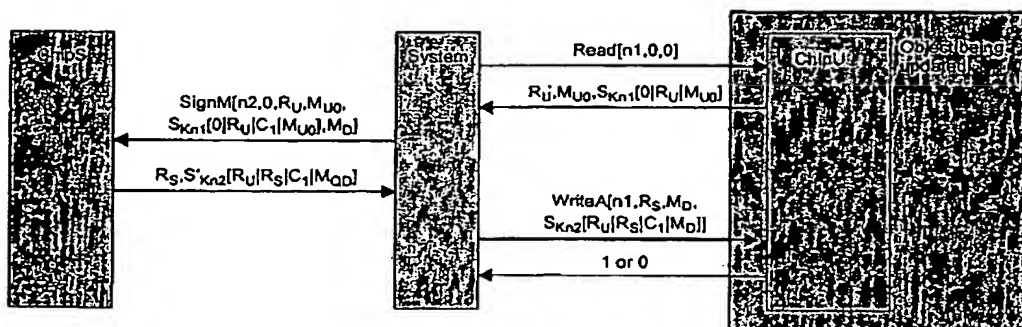 ChipS
System
ChipU
Object being
updated
Read[n1,0,0]
R_U,M_U0,S_Kn1[0|R_U|M_U0]
SignM[n2,0,R_U,M_U0,
S_Kn1[0|R_U|C_1|M_U0],M_D]
R_S,S*_Kn2[R_U|R_S|C_1|M_QD]
WriteA[n1,R_S,M_D,
S_Kn2[R_U|R_S|C_1|M_D]]
1 or 0